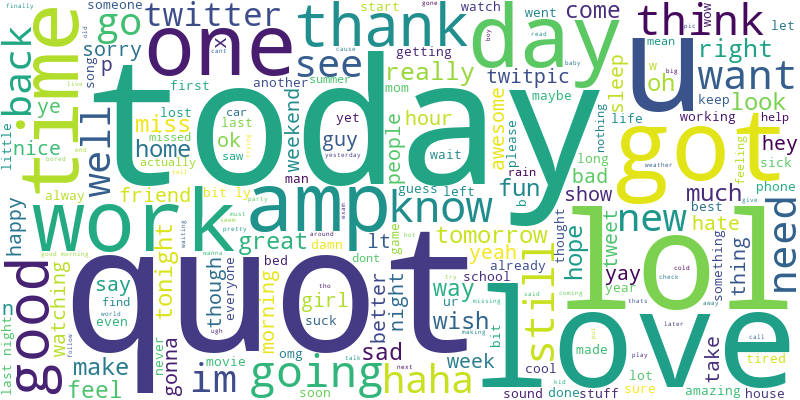 today
quot
lol
love
one
day
u
got
work
amp
time
good
thank
think
know
going
want
back
go
twitter
see
come
right
look
oh
hey
much
new
need
well
miss
home
nice
ye
little
song
sorry
someone
p
x
really
getting
start
gone
watch
went
twitpic
cause
mom
summer
another
first
lost
missed
actually
car
last
ok
saw
yet
guy
yesterday
weekend
people
hour
wait
awesome
please
maybe
boy
read
baby
nothing
sleep
life
keep
working
help
mean
pic
wow
let
big
w
cant
old
finally
live
bored
end
happy
alway
friend
bit ly
man
guess
left
fun
rain
long
bad
show
feeling
weather
sick
phone
best
give
hate
hope
tweet
yay
year
something
thing
thought
tomorrow
yeah
already
school
great
damn
lt
game
hot
dont
around
exam
party
must
seem
pretty
wanna
waiting
good morning
watching
say
find
even
world
tonight
though
everyone
morning
bed
girl
tho
suck
ugh
better
night
way
ur
wish
week
bit
missing
try
said
coming
still
made
lot
sure
thats
check
cold
away
later
play
call
take
tired
amazing
house
stuff
done
kid
put
sound
cool
making
haha
sad
omg
talk
next
soon
movie
im
gonna
never
make
feel
follow
last night
n